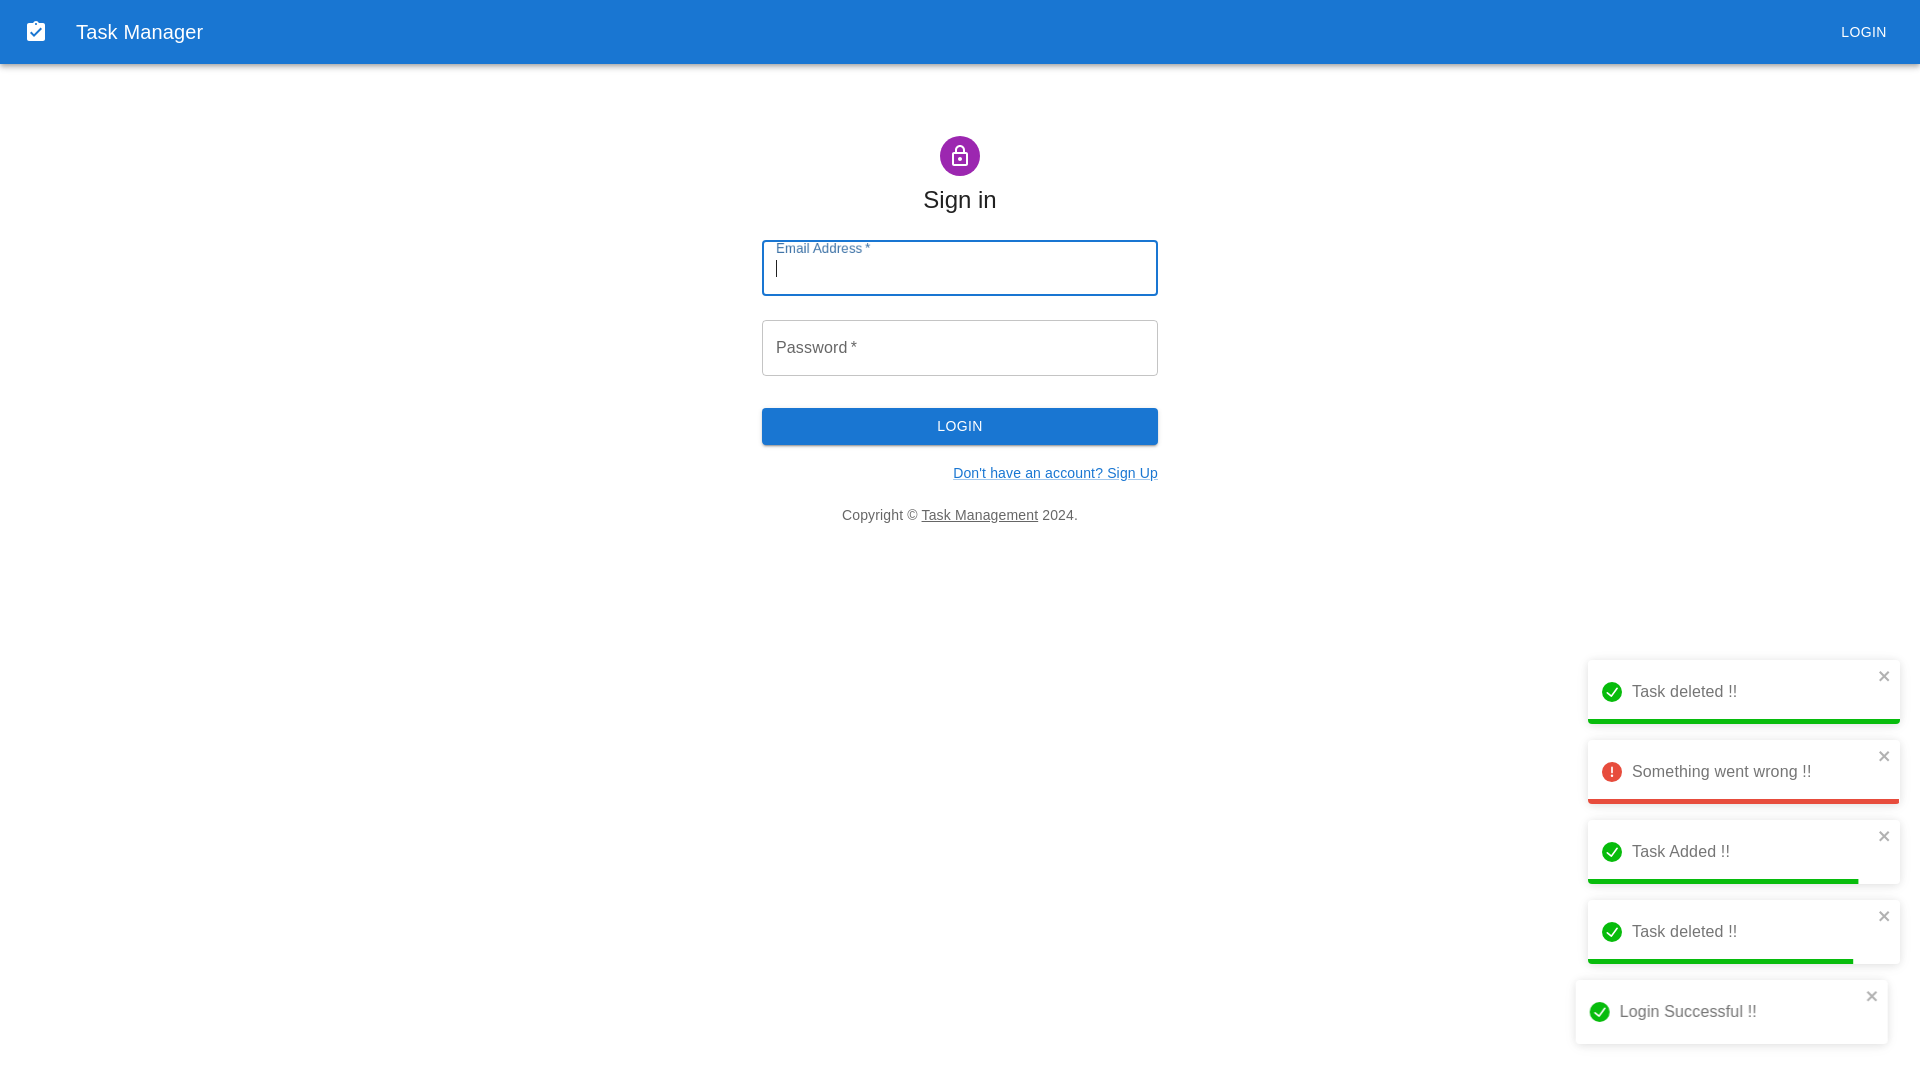 Task Manager
LOGIN
Sign in
Email Address *
Password *
LOGIN
Don't have an account? Sign Up
Copyright © Task Management 2024.
Task deleted !!
Something went wrong !!
Task Added !!
Task deleted !!
Login Successful !!